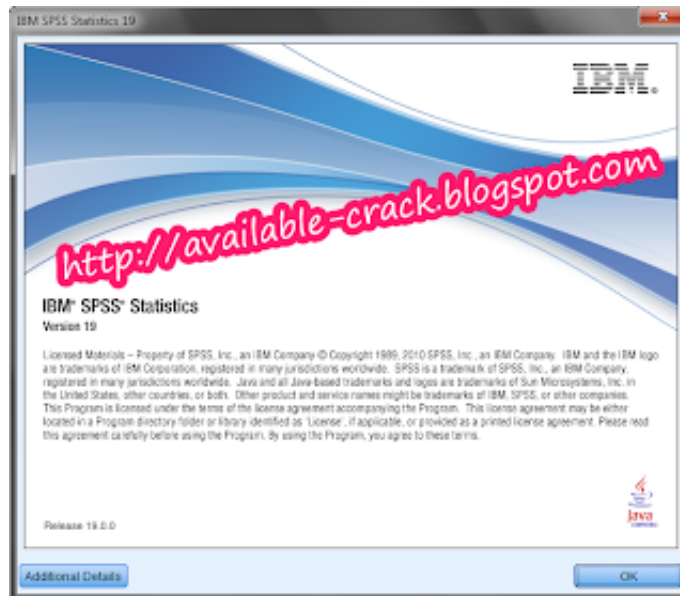 IBM SPSS Statistics 19
IBM.
http://available-crack.blogspot.com
IBM® SPSS® Statistics
Version 19
Licensed Materials – Property of SPSS, Inc., an IBM Company © Copyright 1989, 2010 SPSS, Inc., an IBM Company. IBM and the IBM logo
are trademarks of IBM Corporation, registered in many jurisdictions worldwide. SPSS is a trademark of SPSS, Inc., an IBM Company,
registered in many jurisdictions worldwide. Java and all Java-based trademarks and logos are trademarks of Sun Microsystems, Inc. in
the United States, other countries, or both. Other product and service names might be trademarks of IBM, SPSS, or other companies.
This Program is licensed under the terms of the license agreement accompanying the Program. This license agreement may be either
located in a Program directory folder or library identified as 'License', if applicable, or provided as a printed license agreement. Please read
this agreement carefully before using the Program. By using the Program, you agree to these terms.
Java
Release 19.0.0
Additional Details
OK